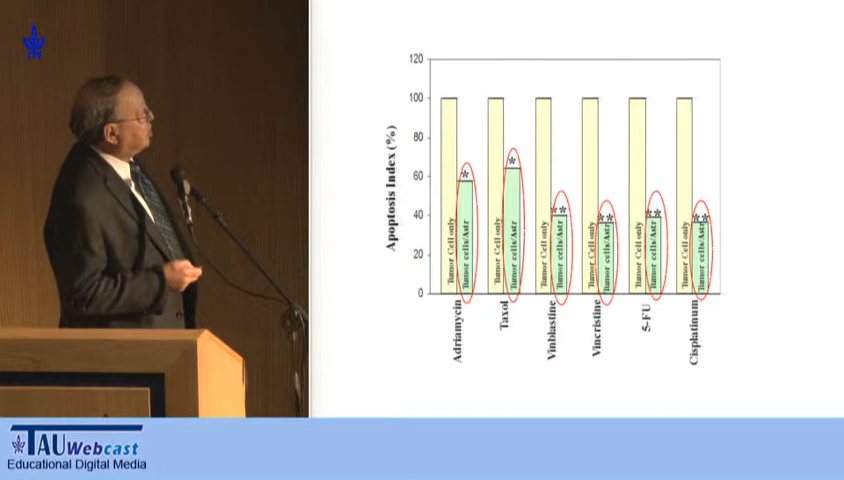 120
100
80
60
40
20
0
Apoptosis Index (%)
*
*
**
**
**
**
Tumor Cell only
Tumor cells/Astr
Tumor Cell only
Tumor cells/Astr
Tumor Cell only
Tumor cells/Astr
Tumor Cell only
Tumor cells/Astr
Tumor Cell only
Tumor cells/Astr
Tumor Cell only
Tumor cells/Astr
Adriamycin
Taxol
Vinblastine
Vincristine
5-FU
Cisplatinum
TAU Webcast
Educational Digital Media